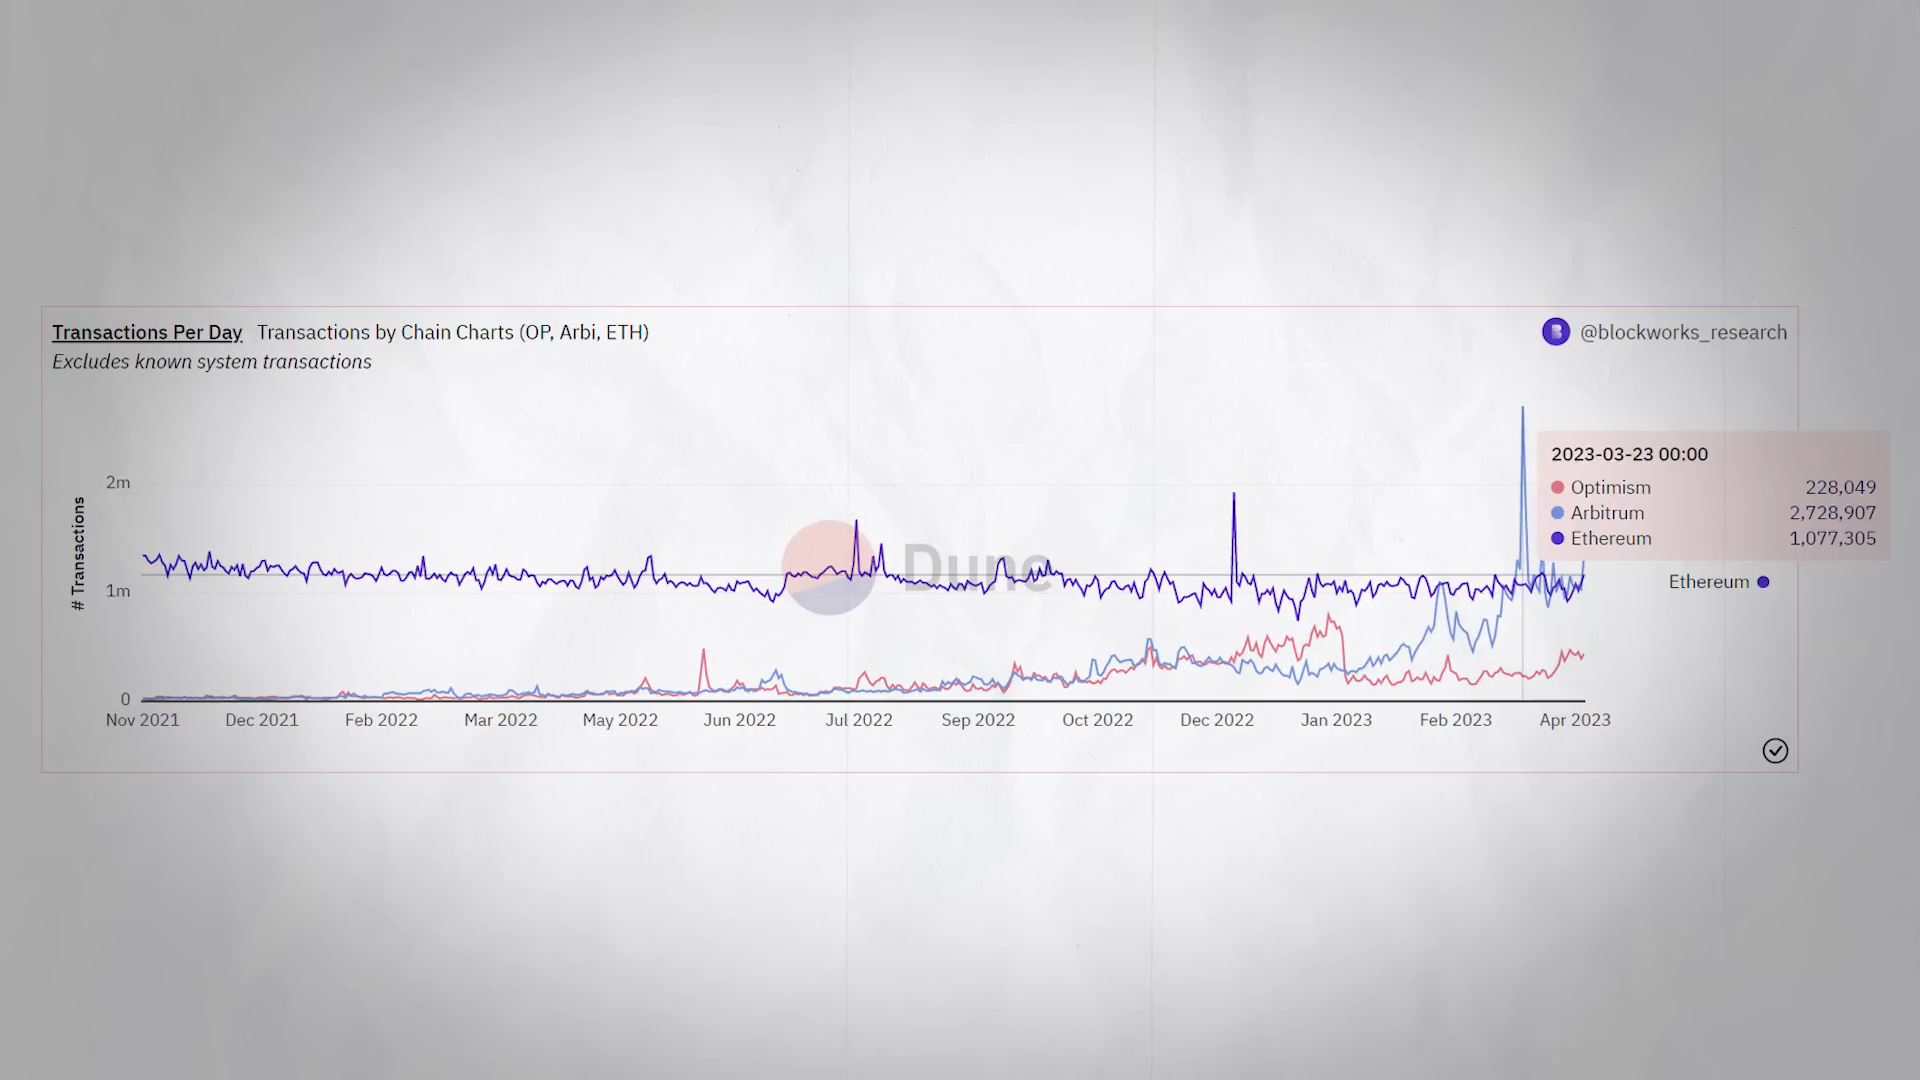 Transactions Per Day Transactions by Chain Charts (OP, Arbi, ETH)
@blockworks_research
Excludes known system transactions
2023-03-23 00:00
Optimism 228,049
Arbitrum 2,728,907
Ethereum 1,077,305
Ethereum
# Transactions
2m
1m
0
Dune
Nov 2021 Dec 2021 Feb 2022 Mar 2022 May 2022 Jun 2022 Jul 2022 Sep 2022 Oct 2022 Dec 2022 Jan 2023 Feb 2023 Apr 2023